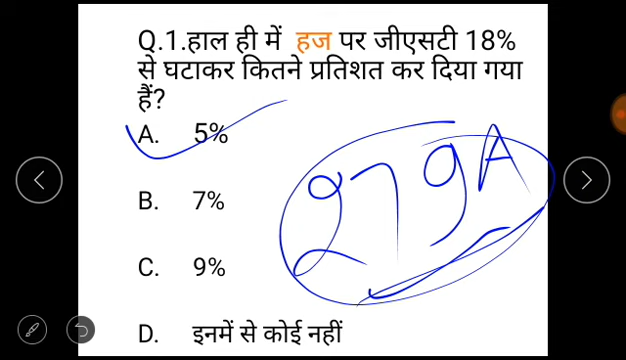 Q.1.हाल ही में हज पर जीएसटी 18%
से घटाकर कितने प्रतिशत कर दिया गया
हैं?
A. 5%
279A
B. 7%
C. 9%
D. इनमें से कोई नहीं